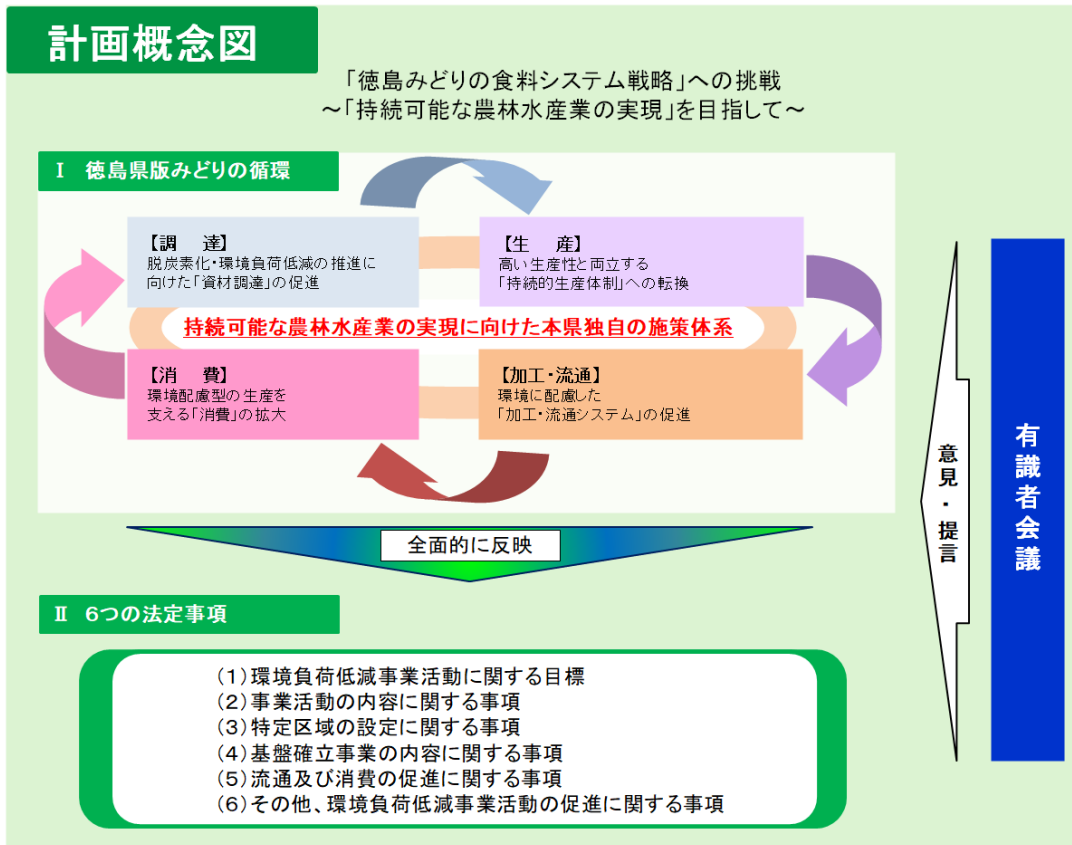 計画概念図
「徳島みどりの食料システム戦略」への挑戦
～「持続可能な農林水産業の実現」を目指して～
Ⅰ 徳島県版みどりの循環
【調 達】
脱炭素化・環境負荷低減の推進に
向けた「資材調達」の促進
【生 産】
高い生産性と両立する
「持続的生産体制」への転換
持続可能な農林水産業の実現に向けた本県独自の施策体系
【消 費】
環境配慮型の生産を
支える「消費」の拡大
【加工・流通】
環境に配慮した
「加工・流通システム」の促進
全面的に反映
Ⅱ 6つの法定事項
(1)環境負荷低減事業活動に関する目標
(2)事業活動の内容に関する事項
(3)特定区域の設定に関する事項
(4)基盤確立事業の内容に関する事項
(5)流通及び消費の促進に関する事項
(6)その他、環境負荷低減事業活動の促進に関する事項
意見・提言
有識者会議